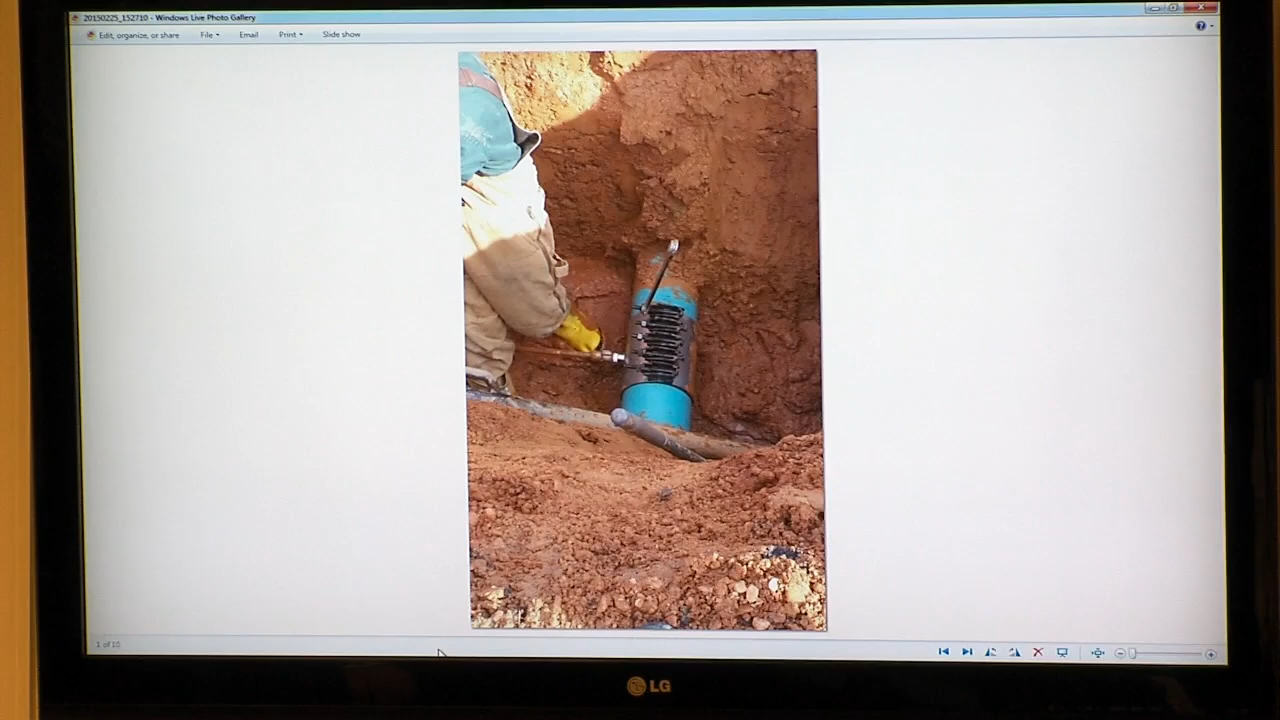 20150225_152710 - Windows Live Photo Gallery
Edit, organize, or share File Email Print Slide show
1 of 10
LG